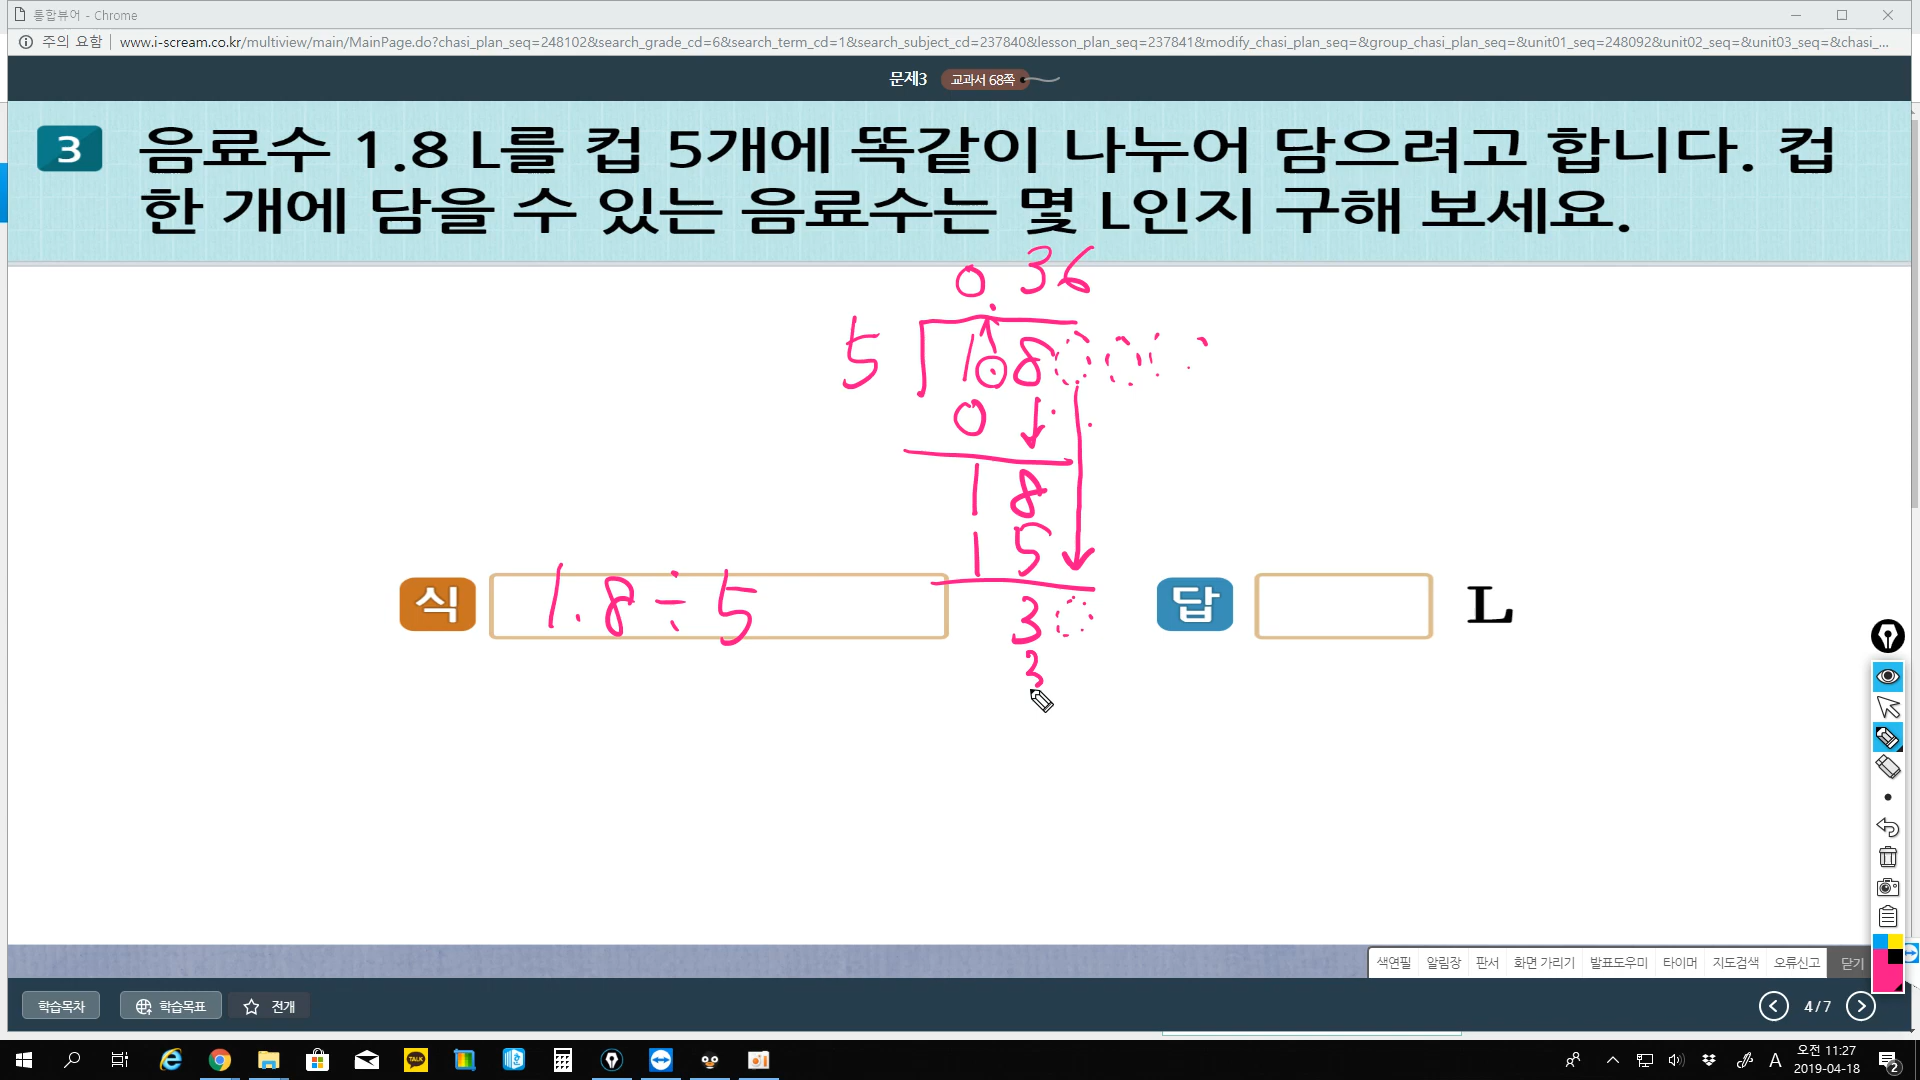 통합뷰어 - Chrome
주의 요함 www.i-scream.co.kr/multiview/main/MainPage.do?chasi_plan_seq=248102&search_grade_cd=6&search_term_cd=1&search_subject_cd=237840&lesson_plan_seq=237841&modify_chasi_plan_seq=&group_chasi_plan_seq=&unit01_seq=248092&unit02_seq=&unit03_seq=&chasi_...
문제3 교과서 68쪽
3 음료수 1.8 L를 컵 5개에 똑같이 나누어 담으려고 합니다. 컵
한 개에 담을 수 있는 음료수는 몇 L인지 구해 보세요.
0.36
5 1.8
0
18
15
식 1.8÷5 답 L
3
3
색연필 알림장 판서 화면 가리기 발표도우미 타이머 지도검색 오류신고 닫기
학습목차 학습목표 전개 4/7
TALK A 오전 11:27
2019-04-18 2